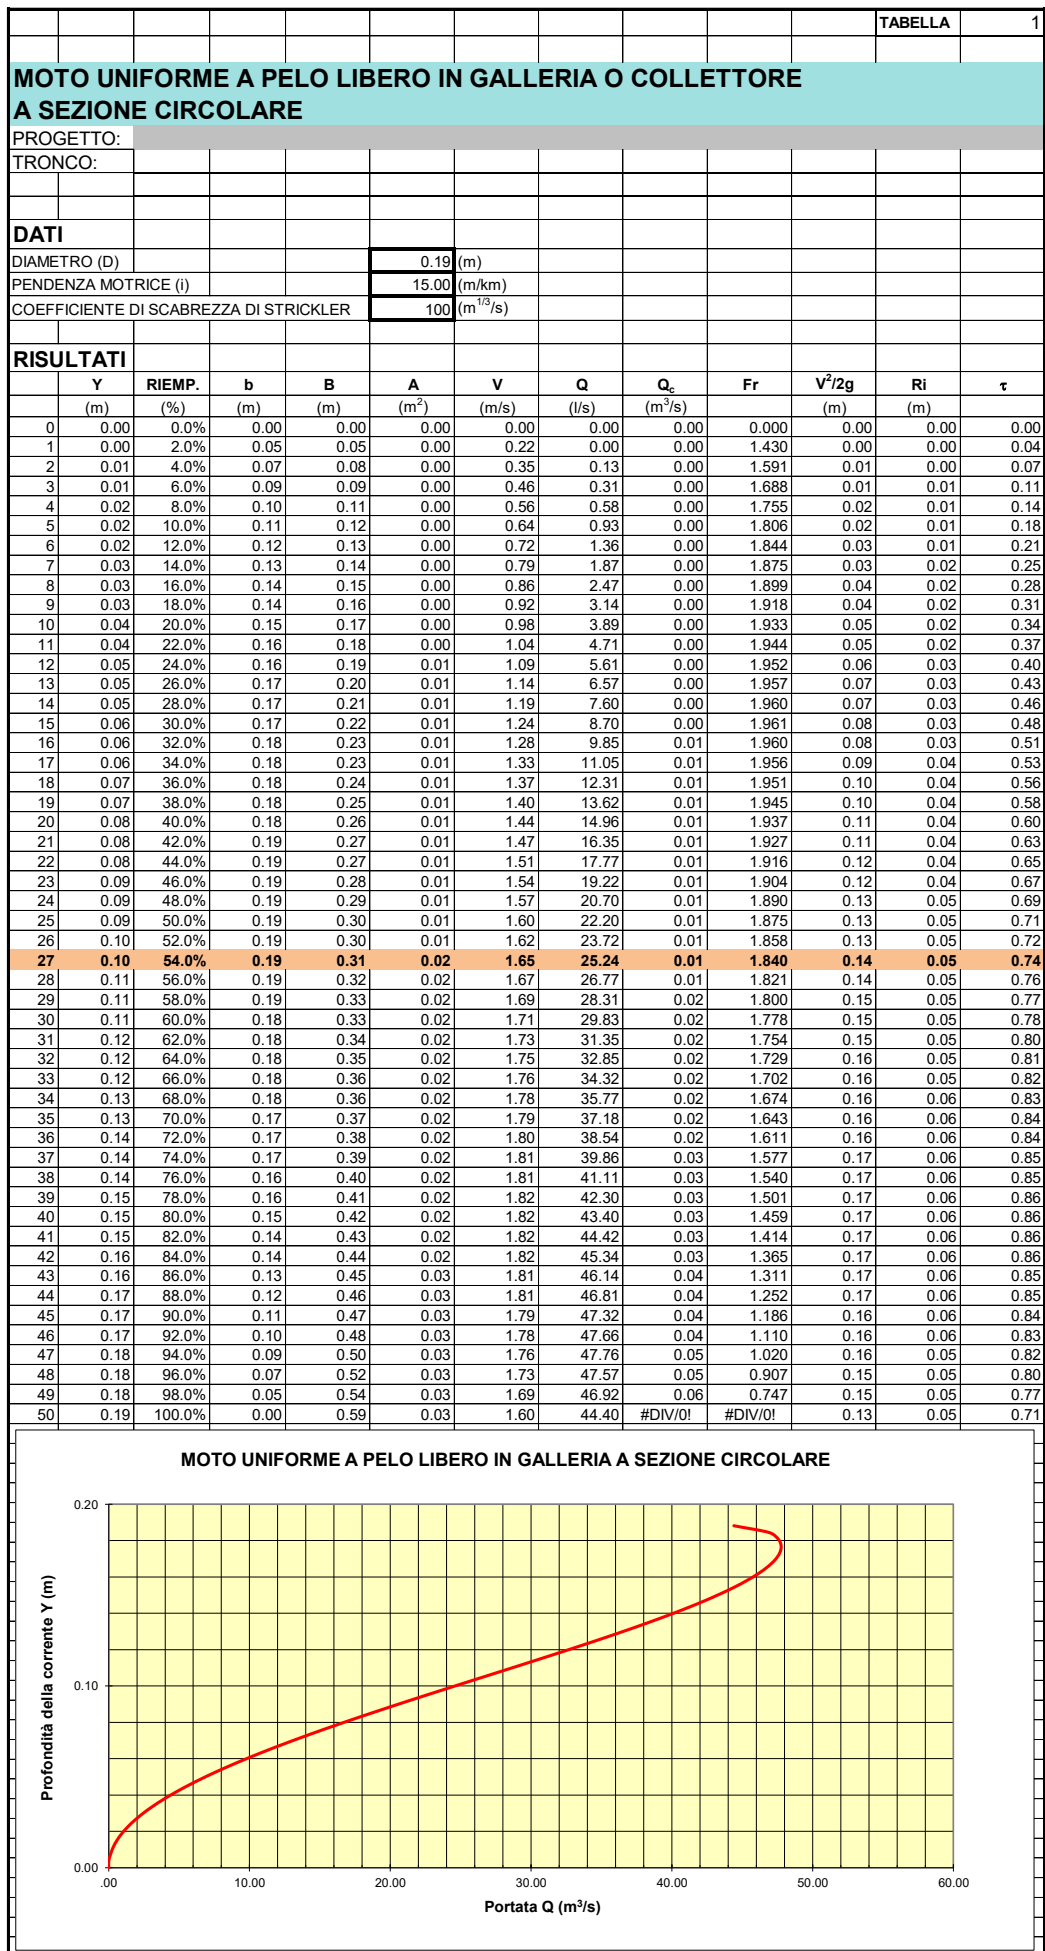 TABELLA 1
MOTO UNIFORME A PELO LIBERO IN GALLERIA O COLLETTORE
A SEZIONE CIRCOLARE
PROGETTO:
TRONCO:
DATI
DIAMETRO (D) 0.19 (m)
PENDENZA MOTRICE (i) 15.00 (m/km)
COEFFICIENTE DI SCABREZZA DI STRICKLER 100 (m^1/3/s)
RISULTATI
Y RIEMP. b B A V Q Qc Fr V²/2g Ri τ
(m) (%) (m) (m) (m²) (m/s) (l/s) (m³/s) (m) (m)
0 0.00 0.0% 0.00 0.00 0.00 0.00 0.00 0.00 0.000 0.00 0.00 0.00
1 0.00 2.0% 0.05 0.05 0.00 0.22 0.00 0.00 1.430 0.00 0.00 0.04
2 0.01 4.0% 0.07 0.08 0.00 0.35 0.13 0.00 1.591 0.01 0.00 0.07
3 0.01 6.0% 0.09 0.09 0.00 0.46 0.31 0.00 1.688 0.01 0.01 0.11
4 0.02 8.0% 0.10 0.11 0.00 0.56 0.58 0.00 1.755 0.02 0.01 0.14
5 0.02 10.0% 0.11 0.12 0.00 0.64 0.93 0.00 1.806 0.02 0.01 0.18
6 0.02 12.0% 0.12 0.13 0.00 0.72 1.36 0.00 1.844 0.03 0.01 0.21
7 0.03 14.0% 0.13 0.14 0.00 0.79 1.87 0.00 1.875 0.03 0.02 0.25
8 0.03 16.0% 0.14 0.15 0.00 0.86 2.47 0.00 1.899 0.04 0.02 0.28
9 0.03 18.0% 0.14 0.16 0.00 0.92 3.14 0.00 1.918 0.04 0.02 0.31
10 0.04 20.0% 0.15 0.17 0.00 0.98 3.89 0.00 1.933 0.05 0.02 0.34
11 0.04 22.0% 0.16 0.18 0.00 1.04 4.71 0.00 1.944 0.05 0.02 0.37
12 0.05 24.0% 0.16 0.19 0.01 1.09 5.61 0.00 1.952 0.06 0.03 0.40
13 0.05 26.0% 0.17 0.20 0.01 1.14 6.57 0.00 1.957 0.07 0.03 0.43
14 0.05 28.0% 0.17 0.21 0.01 1.19 7.60 0.00 1.960 0.07 0.03 0.46
15 0.06 30.0% 0.17 0.22 0.01 1.24 8.70 0.00 1.961 0.08 0.03 0.48
16 0.06 32.0% 0.18 0.23 0.01 1.28 9.85 0.01 1.960 0.08 0.03 0.51
17 0.06 34.0% 0.18 0.23 0.01 1.33 11.05 0.01 1.956 0.09 0.04 0.53
18 0.07 36.0% 0.18 0.24 0.01 1.37 12.31 0.01 1.951 0.10 0.04 0.56
19 0.07 38.0% 0.18 0.25 0.01 1.40 13.62 0.01 1.945 0.10 0.04 0.58
20 0.08 40.0% 0.18 0.26 0.01 1.44 14.96 0.01 1.937 0.11 0.04 0.60
21 0.08 42.0% 0.19 0.27 0.01 1.47 16.35 0.01 1.927 0.11 0.04 0.63
22 0.08 44.0% 0.19 0.27 0.01 1.51 17.77 0.01 1.916 0.12 0.04 0.65
23 0.09 46.0% 0.19 0.28 0.01 1.54 19.22 0.01 1.904 0.12 0.04 0.67
24 0.09 48.0% 0.19 0.29 0.01 1.57 20.70 0.01 1.890 0.13 0.05 0.69
25 0.09 50.0% 0.19 0.30 0.01 1.60 22.20 0.01 1.875 0.13 0.05 0.71
26 0.10 52.0% 0.19 0.30 0.01 1.62 23.72 0.01 1.858 0.13 0.05 0.72
27 0.10 54.0% 0.19 0.31 0.02 1.65 25.24 0.01 1.840 0.14 0.05 0.74
28 0.11 56.0% 0.19 0.32 0.02 1.67 26.77 0.01 1.821 0.14 0.05 0.76
29 0.11 58.0% 0.19 0.33 0.02 1.69 28.31 0.02 1.800 0.15 0.05 0.77
30 0.11 60.0% 0.18 0.33 0.02 1.71 29.83 0.02 1.778 0.15 0.05 0.78
31 0.12 62.0% 0.18 0.34 0.02 1.73 31.35 0.02 1.754 0.15 0.05 0.80
32 0.12 64.0% 0.18 0.35 0.02 1.75 32.85 0.02 1.729 0.16 0.05 0.81
33 0.12 66.0% 0.18 0.36 0.02 1.76 34.32 0.02 1.702 0.16 0.05 0.82
34 0.13 68.0% 0.18 0.36 0.02 1.78 35.77 0.02 1.674 0.16 0.06 0.83
35 0.13 70.0% 0.17 0.37 0.02 1.79 37.18 0.02 1.643 0.16 0.06 0.84
36 0.14 72.0% 0.17 0.38 0.02 1.80 38.54 0.02 1.611 0.16 0.06 0.84
37 0.14 74.0% 0.17 0.39 0.02 1.81 39.86 0.03 1.577 0.17 0.06 0.85
38 0.14 76.0% 0.16 0.40 0.02 1.81 41.11 0.03 1.540 0.17 0.06 0.85
39 0.15 78.0% 0.16 0.41 0.02 1.82 42.30 0.03 1.501 0.17 0.06 0.86
40 0.15 80.0% 0.15 0.42 0.02 1.82 43.40 0.03 1.459 0.17 0.06 0.86
41 0.15 82.0% 0.14 0.43 0.02 1.82 44.42 0.03 1.414 0.17 0.06 0.86
42 0.16 84.0% 0.14 0.44 0.02 1.82 45.34 0.03 1.365 0.17 0.06 0.86
43 0.16 86.0% 0.13 0.45 0.03 1.81 46.14 0.04 1.311 0.17 0.06 0.85
44 0.17 88.0% 0.12 0.46 0.03 1.81 46.81 0.04 1.252 0.17 0.06 0.85
45 0.17 90.0% 0.11 0.47 0.03 1.79 47.32 0.04 1.186 0.16 0.06 0.84
46 0.17 92.0% 0.10 0.48 0.03 1.78 47.66 0.04 1.110 0.16 0.06 0.83
47 0.18 94.0% 0.09 0.50 0.03 1.76 47.76 0.05 1.020 0.16 0.05 0.82
48 0.18 96.0% 0.07 0.52 0.03 1.73 47.57 0.05 0.907 0.15 0.05 0.80
49 0.18 98.0% 0.05 0.54 0.03 1.69 46.92 0.06 0.747 0.15 0.05 0.77
50 0.19 100.0% 0.00 0.59 0.03 1.60 44.40 #DIV/0! #DIV/0! 0.13 0.05 0.71
MOTO UNIFORME A PELO LIBERO IN GALLERIA A SEZIONE CIRCOLARE
Profondità della corrente Y (m)
0.20
0.10
0.00
.00 10.00 20.00 30.00 40.00 50.00 60.00
Portata Q (m³/s)